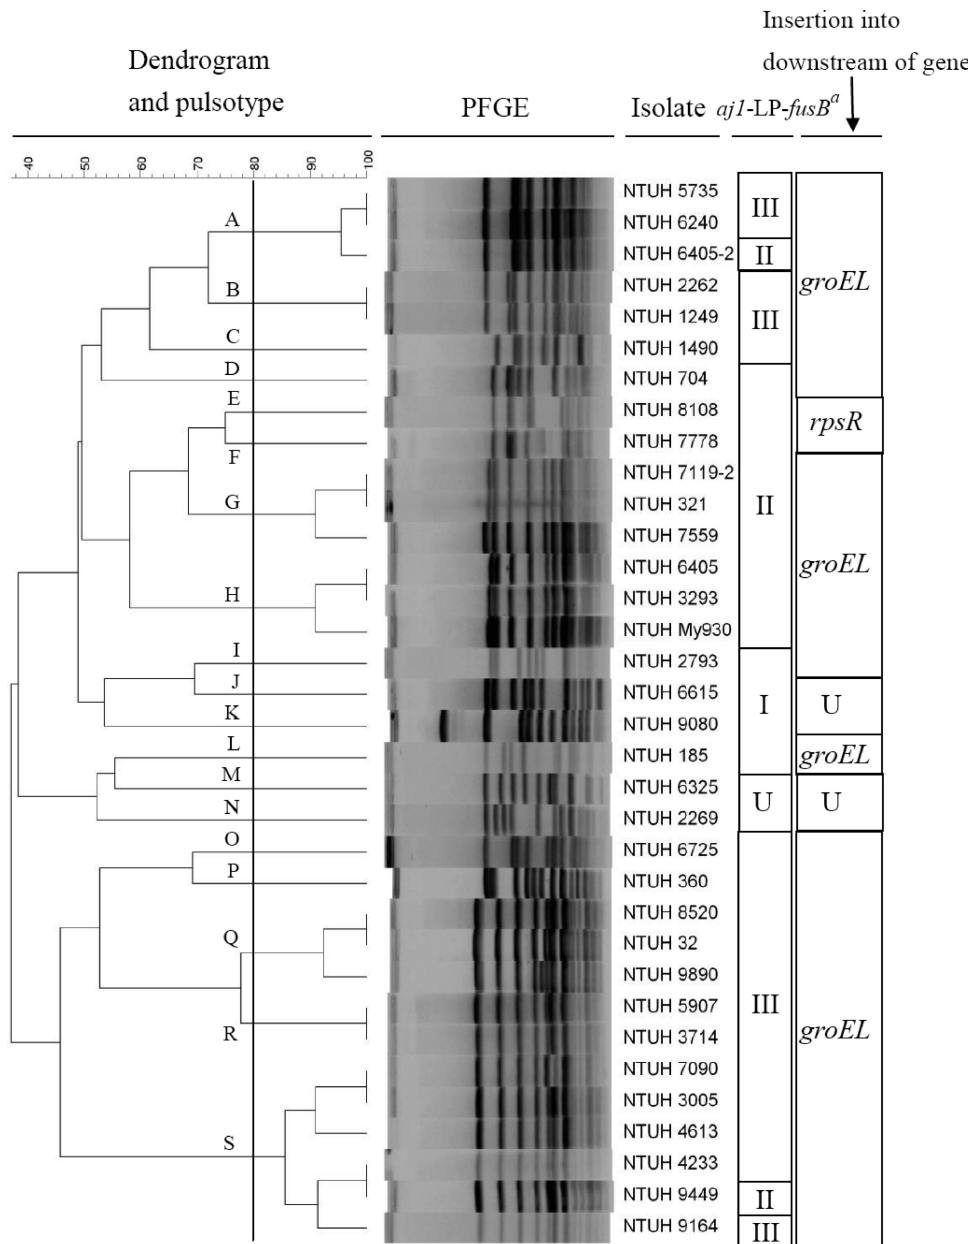 Insertion into
downstream of gene
Dendrogram
and pulsotype
PFGE
Isolate
aj1-LP-fusBᵃ
40 50 60 70 80 90 100
A
B
C
D
E
F
G
H
I
J
K
L
M
N
O
P
Q
R
S
NTUH 5735
NTUH 6240
NTUH 6405-2
NTUH 2262
NTUH 1249
NTUH 1490
NTUH 704
NTUH 8108
NTUH 7778
NTUH 7119-2
NTUH 321
NTUH 7559
NTUH 6405
NTUH 3293
NTUH My930
NTUH 2793
NTUH 6615
NTUH 9080
NTUH 185
NTUH 6325
NTUH 2269
NTUH 6725
NTUH 360
NTUH 8520
NTUH 32
NTUH 9890
NTUH 5907
NTUH 3714
NTUH 7090
NTUH 3005
NTUH 4613
NTUH 4233
NTUH 9449
NTUH 9164
III
II
III
II
I
U
III
II
III
groEL
rpsR
groEL
U
groEL
U
groEL